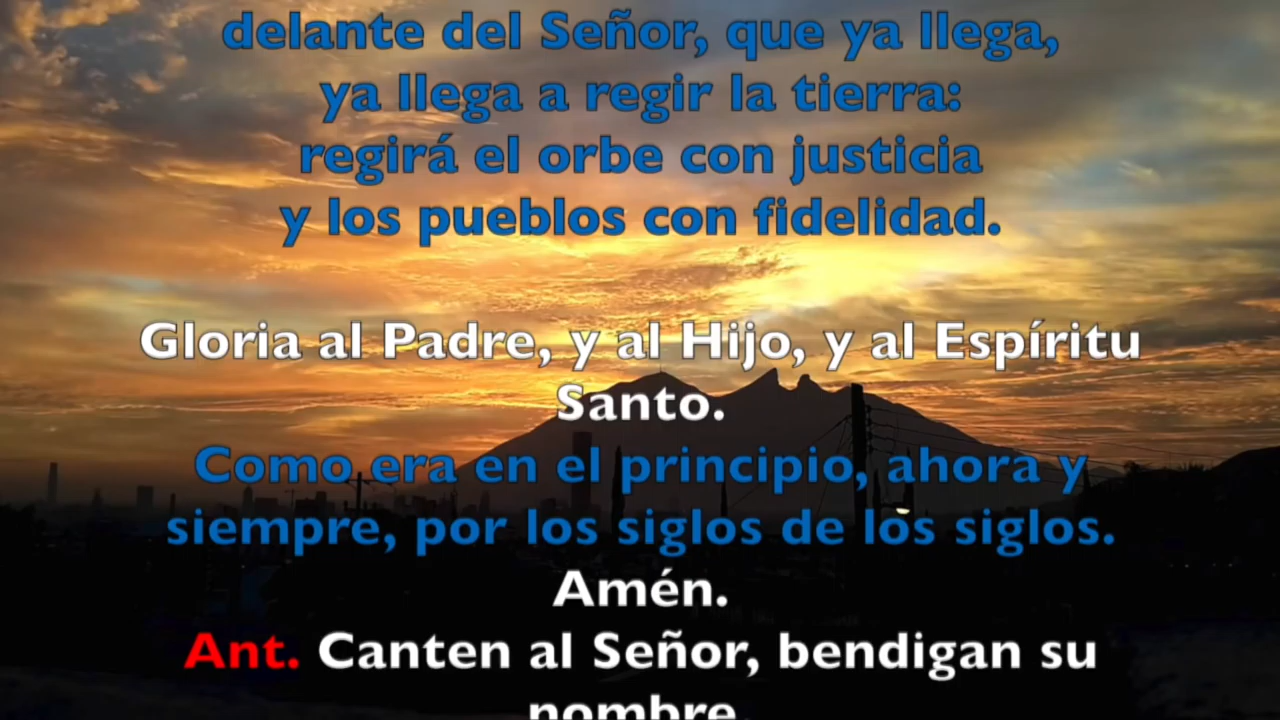 delante del Señor, que ya llega,
ya llega a regir la tierra:
regirá el orbe con justicia
y los pueblos con fidelidad.
Gloria al Padre, y al Hijo, y al Espíritu
Santo.
Como era en el principio, ahora y
siempre, por los siglos de los siglos.
Amén.
Ant. Canten al Señor, bendigan su
nombre.